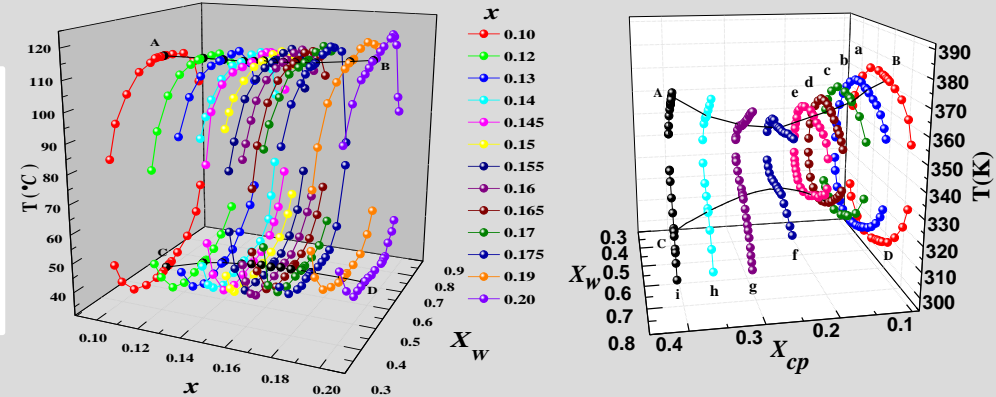 x
0.10
0.12
0.13
0.14
0.145
0.15
0.155
0.16
0.165
0.17
0.175
0.19
0.20
120
110
100
90
80
70
60
50
40
T(°C)
A
B
C
D
0.10
0.12
0.14
0.16
0.18
0.20
x
0.3
0.4
0.5
0.6
0.7
0.8
0.9
X_w
390
380
370
360
350
340
330
320
310
300
T(K)
A
B
C
D
a
b
c
d
e
f
g
h
i
0.3
0.4
0.5
0.6
0.7
0.8
X_w
0.4
0.3
0.2
0.1
X_cp